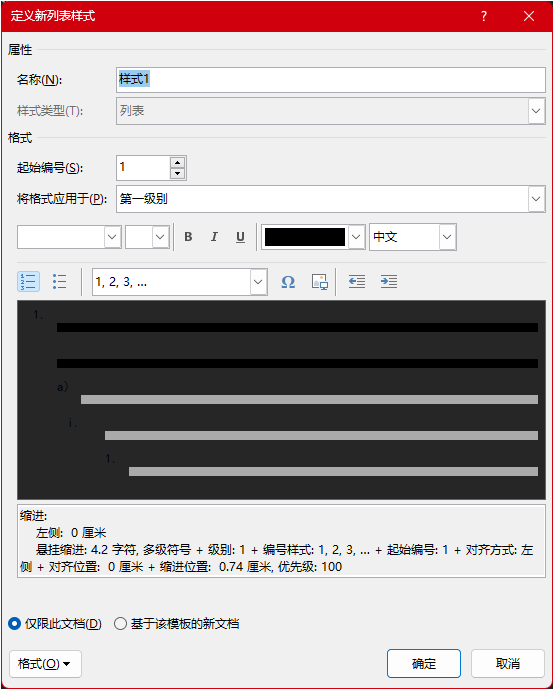 定义新列表样式
属性
名称(N): 样式1
样式类型(T): 列表
格式
起始编号(S): 1
将格式应用于(P): 第一级别
B I U 中文
1, 2, 3, ... Ω
1.
a)
i.
1.
缩进:
左侧: 0 厘米
悬挂缩进: 4.2 字符, 多级符号 + 级别: 1 + 编号样式: 1, 2, 3, ... + 起始编号: 1 + 对齐方式: 左
侧 + 对齐位置: 0 厘米 + 缩进位置: 0.74 厘米, 优先级: 100
仅限此文档(D) 基于该模板的新文档
格式(O) 确定 取消